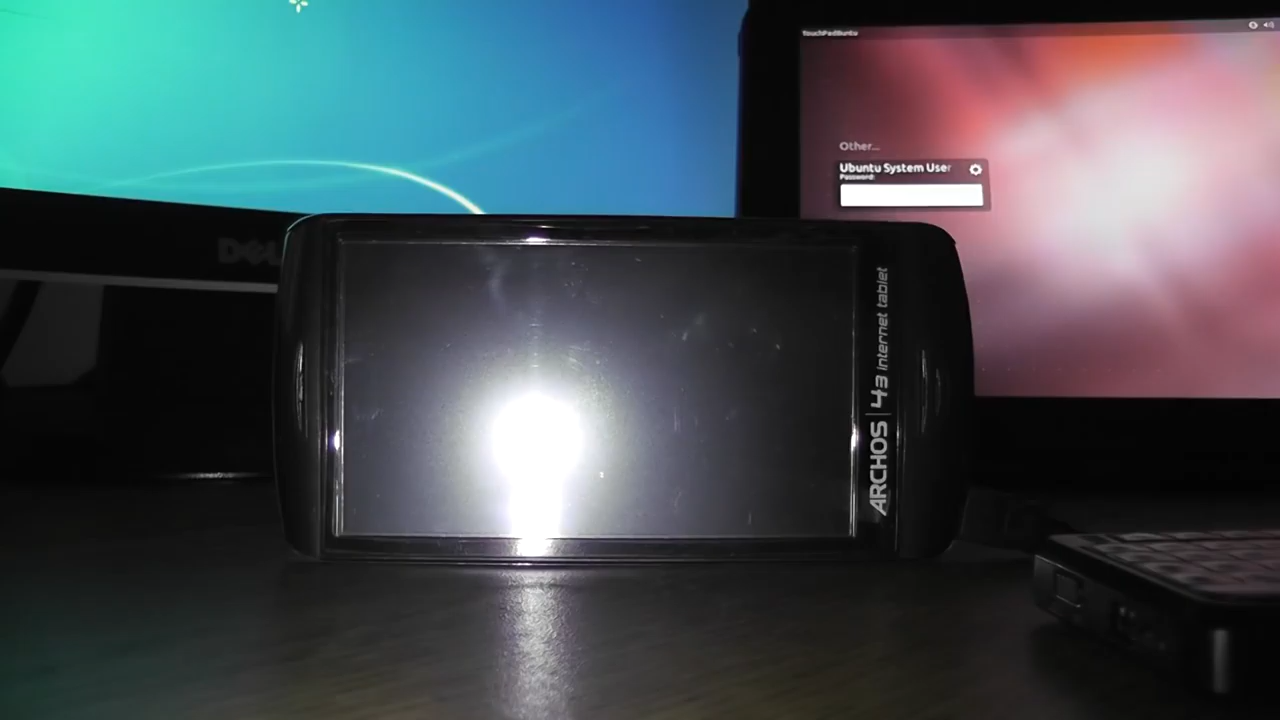 TouchPadBuntu
Other...
Ubuntu System User
Password:
DELL
ARCHOS | 43 internet tablet